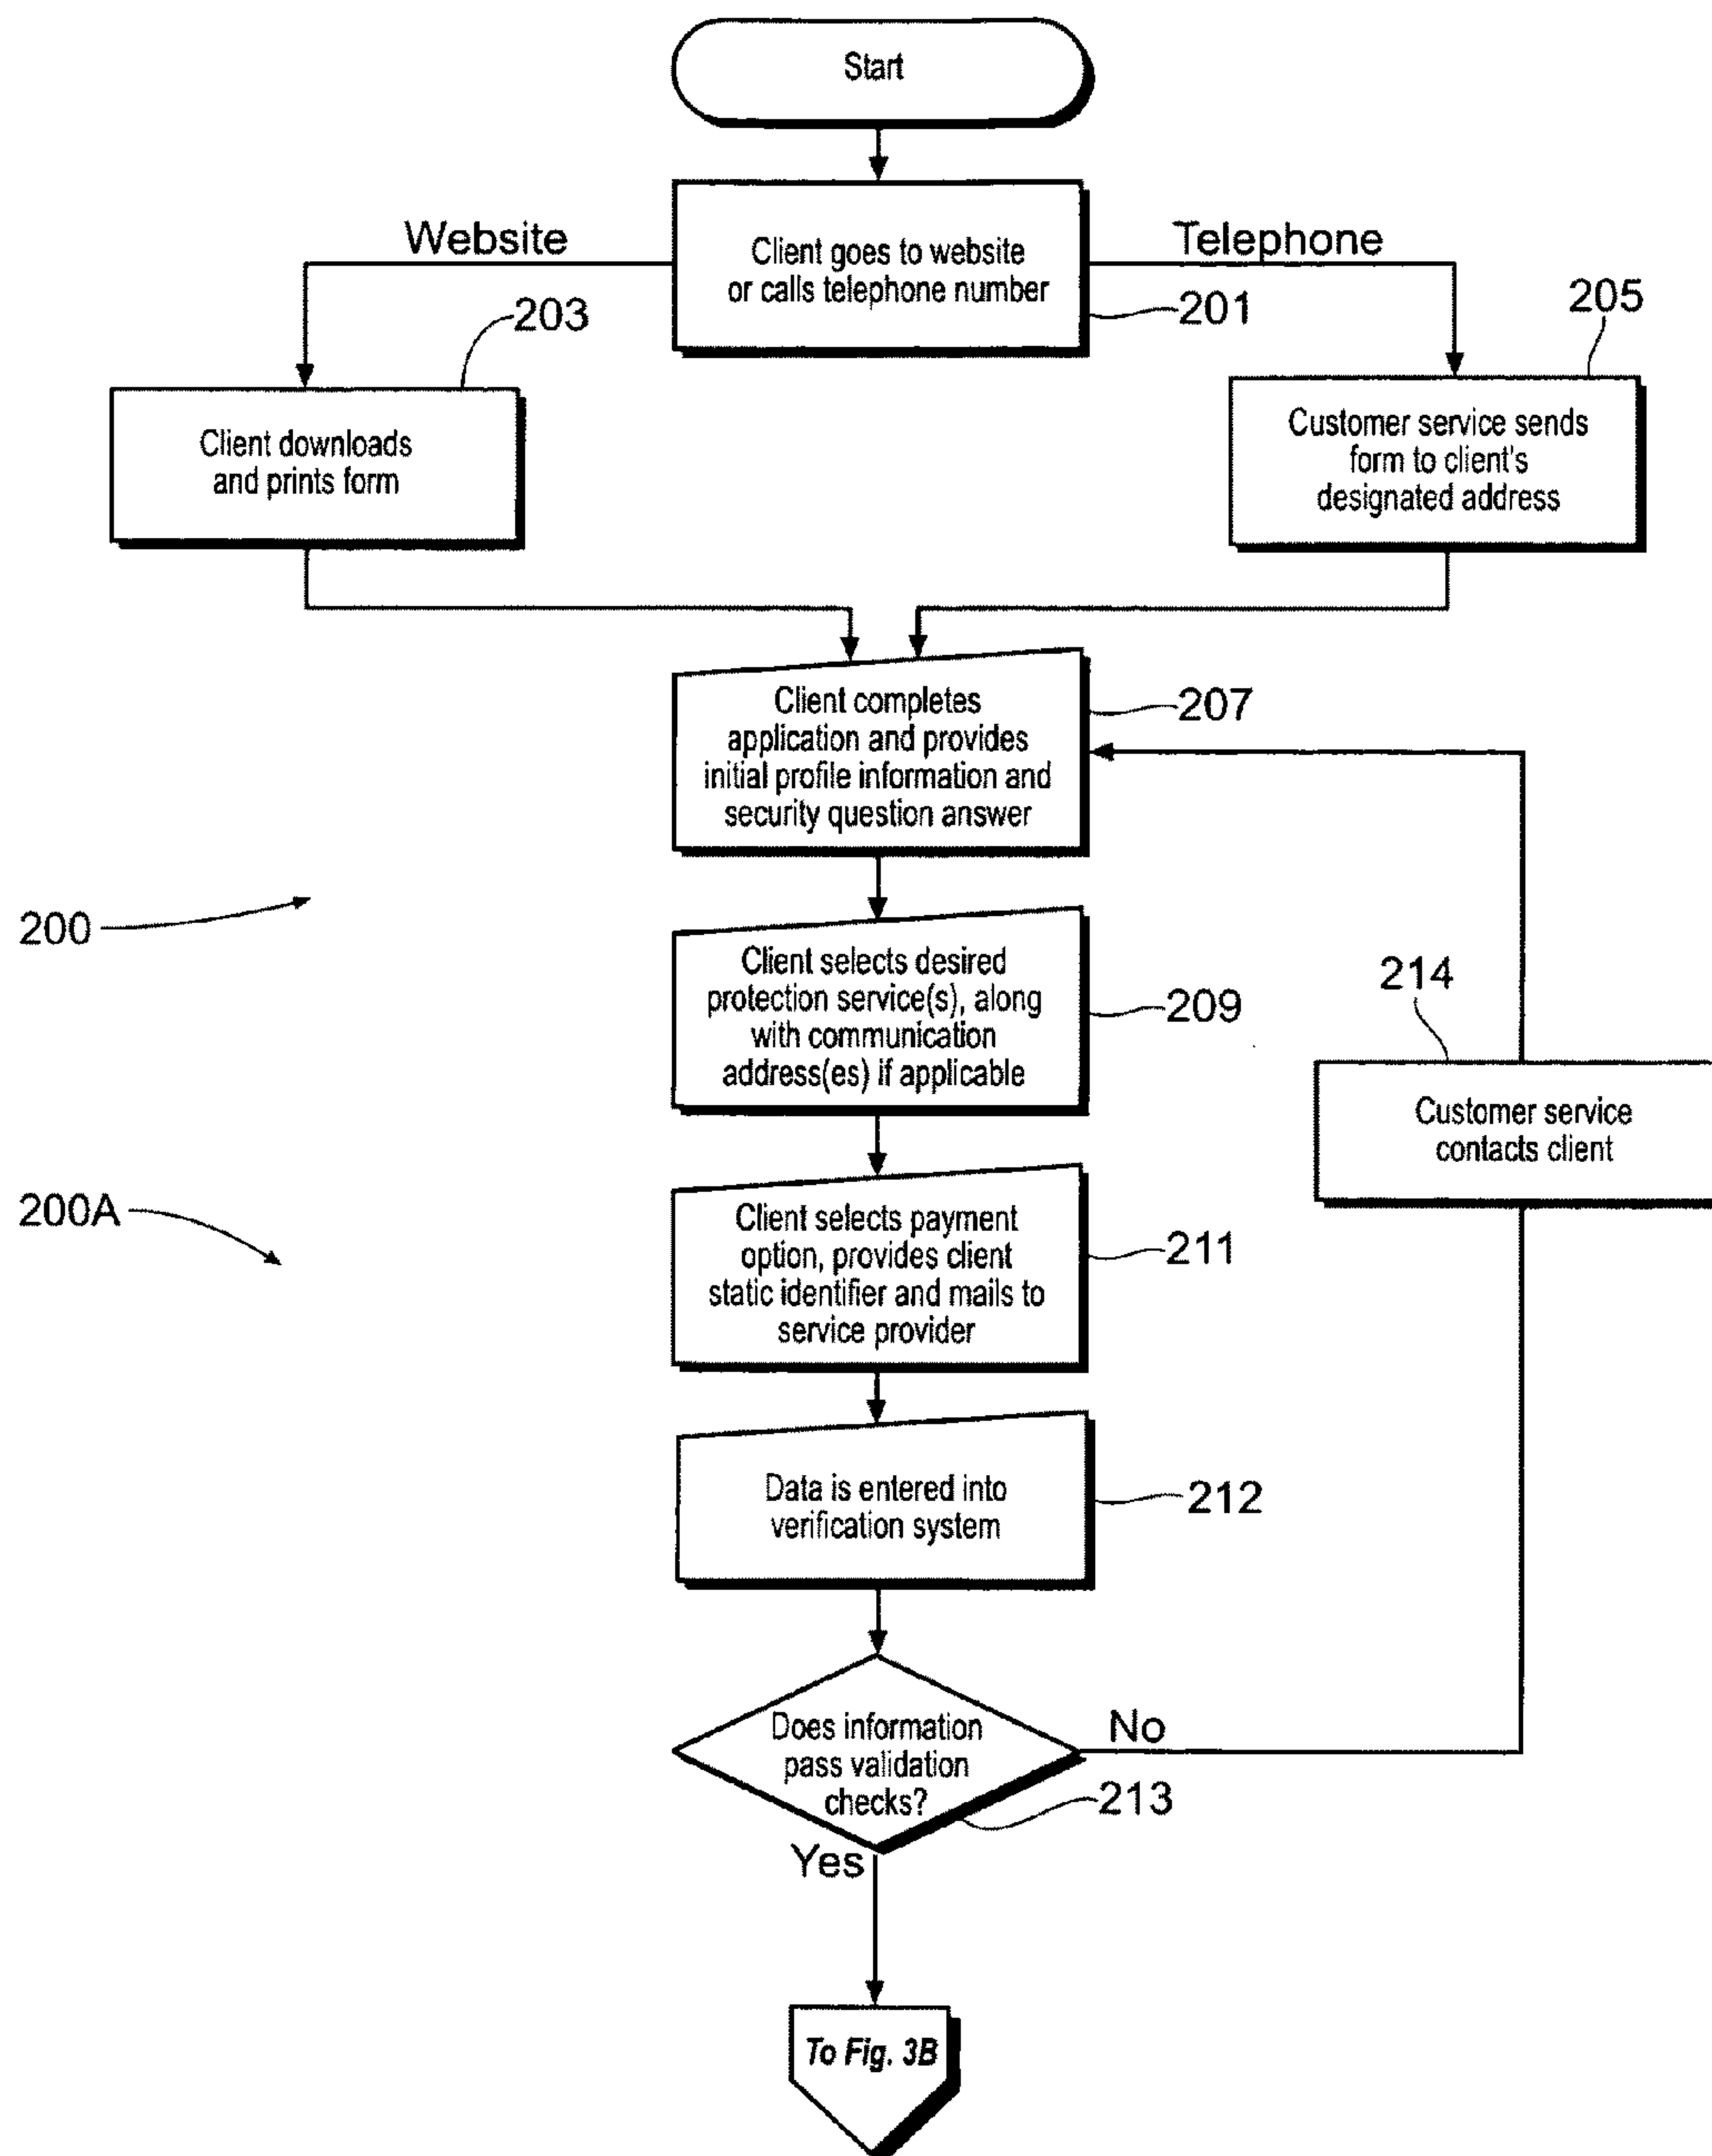 Start
Website
Client goes to website
or calls telephone number
Telephone
201
203
205
Client downloads
and prints form
Customer service sends
form to client's
designated address
Client completes
application and provides
initial profile information and
security question answer
207
200
Client selects desired
protection service(s), along
with communication
address(es) if applicable
209
214
Customer service
contacts client
200A
Client selects payment
option, provides client
static identifier and mails to
service provider
211
Data is entered into
verification system
212
Does information
pass validation
checks?
No
213
Yes
To Fig. 3B